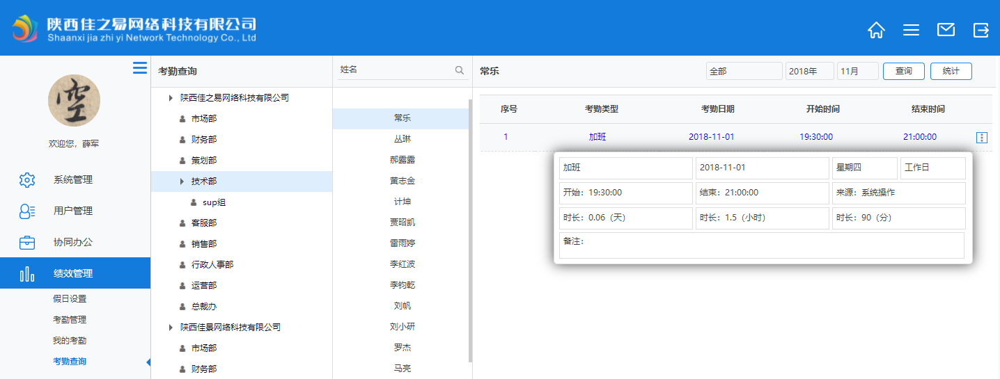 陕西佳之易网络科技有限公司
Shaanxi jia zhi yi Network Technology Co., Ltd
空
欢迎您，薛军
系统管理
用户管理
协同办公
绩效管理
假日设置
考勤管理
我的考勤
考勤查询
考勤查询
陕西佳之易网络科技有限公司
市场部
财务部
策划部
技术部
sup组
客服部
销售部
行政人事部
运营部
总裁办
陕西佳景网络科技有限公司
市场部
财务部
姓名
常乐
丛琳
郝露露
黄志金
计坤
贾昭凯
雷雨婷
李红波
李钧乾
刘帆
刘小研
罗杰
马亮
常乐 全部 2018年 11月 查询 统计
序号 考勤类型 考勤日期 开始时间 结束时间
1 加班 2018-11-01 19:30:00 21:00:00
加班 2018-11-01 星期四 工作日
开始：19:30:00 结束：21:00:00 来源：系统操作
时长：0.06（天） 时长：1.5（小时） 时长：90（分）
备注：